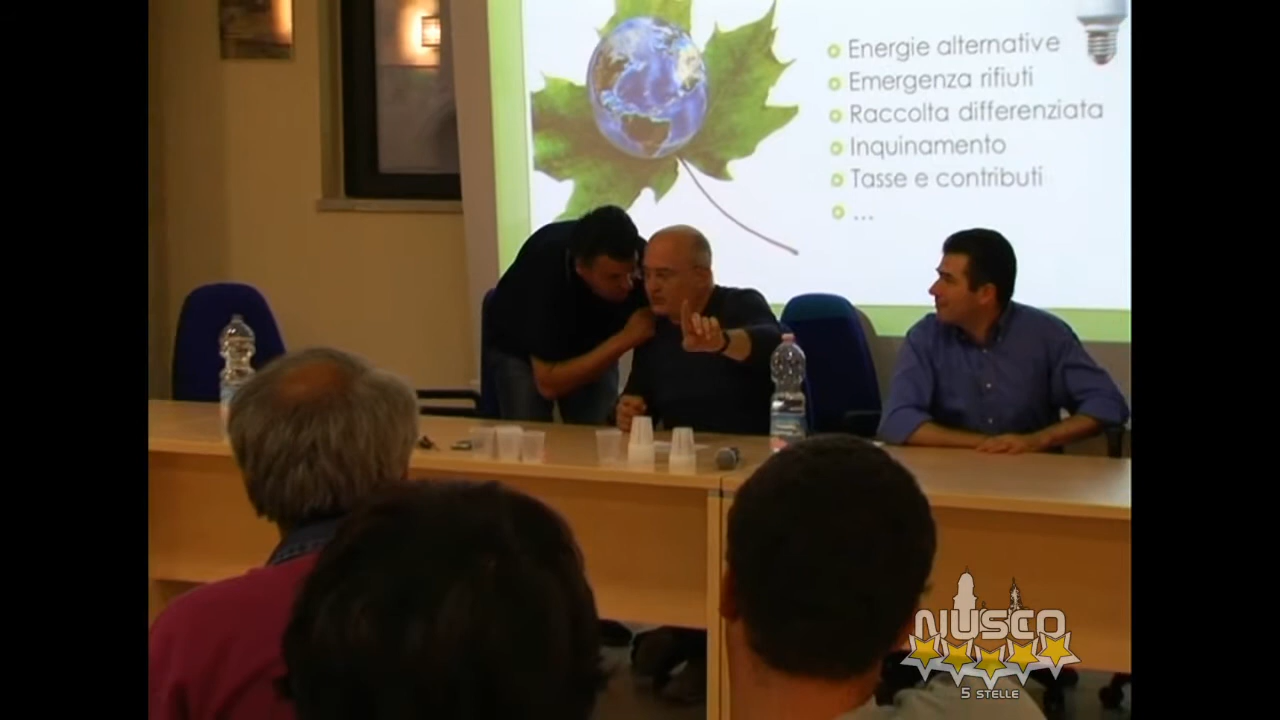 Energie alternative
Emergenza rifiuti
Raccolta differenziata
Inquinamento
Tasse e contributi
...
NUSCO
5 STELLE